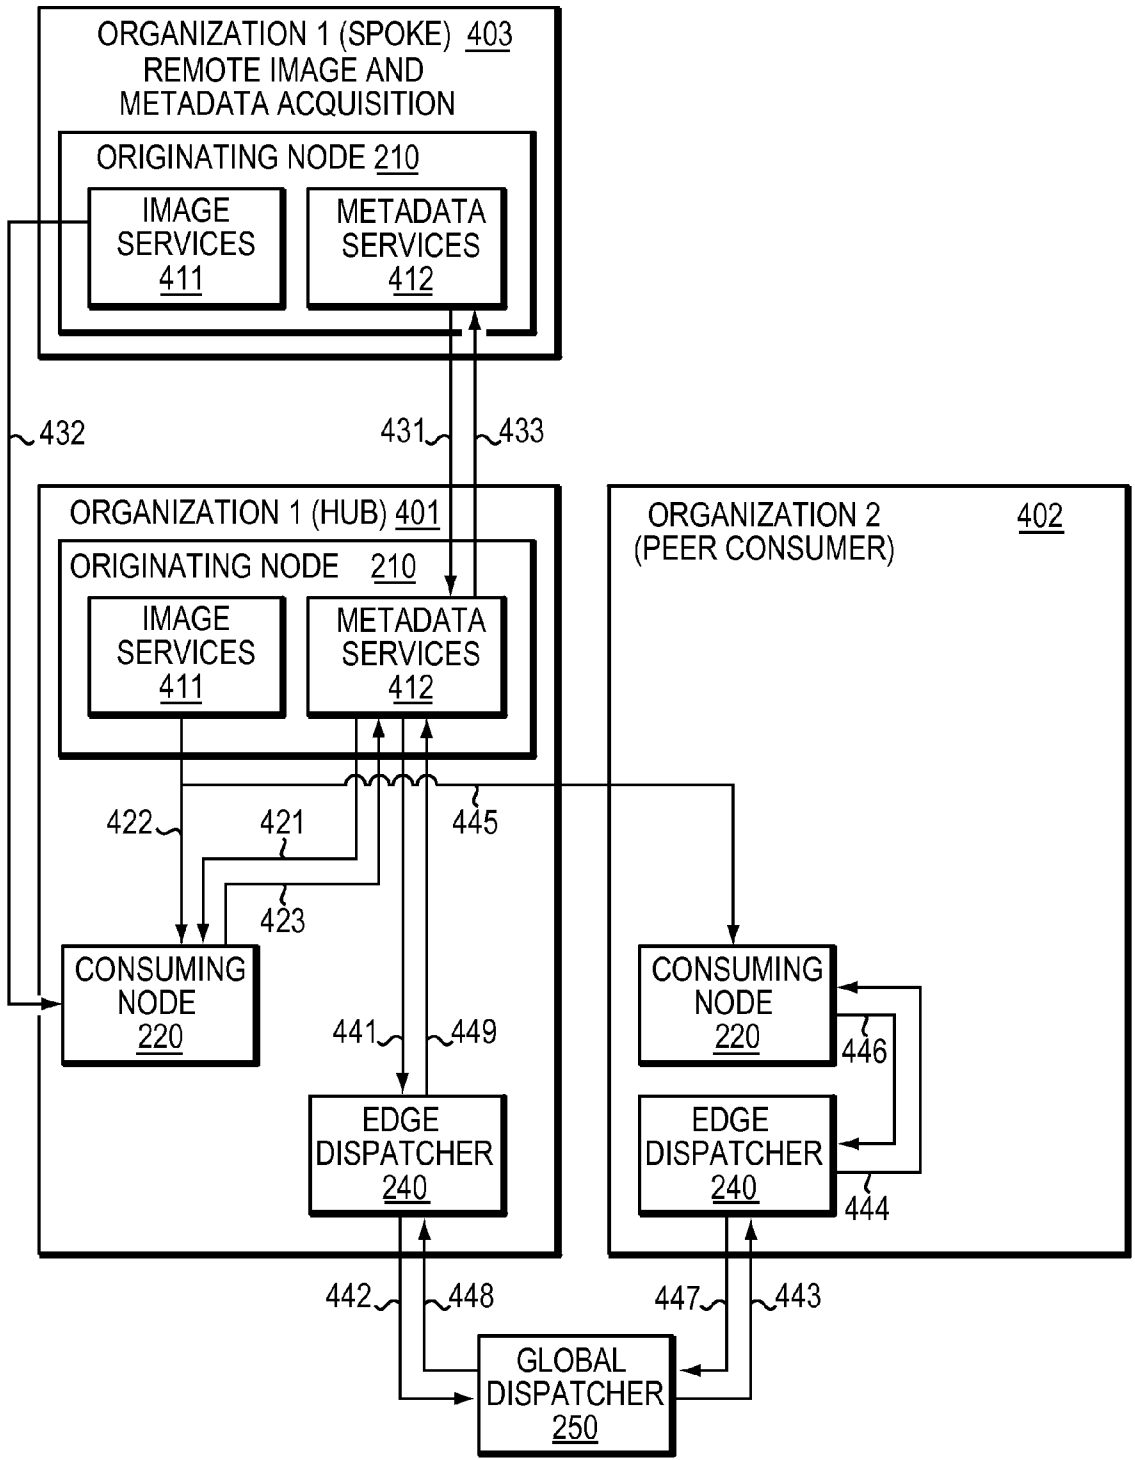 ORGANIZATION 1 (SPOKE) 403
REMOTE IMAGE AND
METADATA ACQUISITION
ORIGINATING NODE 210
IMAGE
SERVICES
411
METADATA
SERVICES
412
432
431
433
ORGANIZATION 1 (HUB) 401
ORIGINATING NODE 210
IMAGE
SERVICES
411
METADATA
SERVICES
412
ORGANIZATION 2 402
(PEER CONSUMER)
422
421
423
445
CONSUMING
NODE
220
441
449
CONSUMING
NODE
220
446
EDGE
DISPATCHER
240
EDGE
DISPATCHER
240
444
442
448
447
443
GLOBAL
DISPATCHER
250